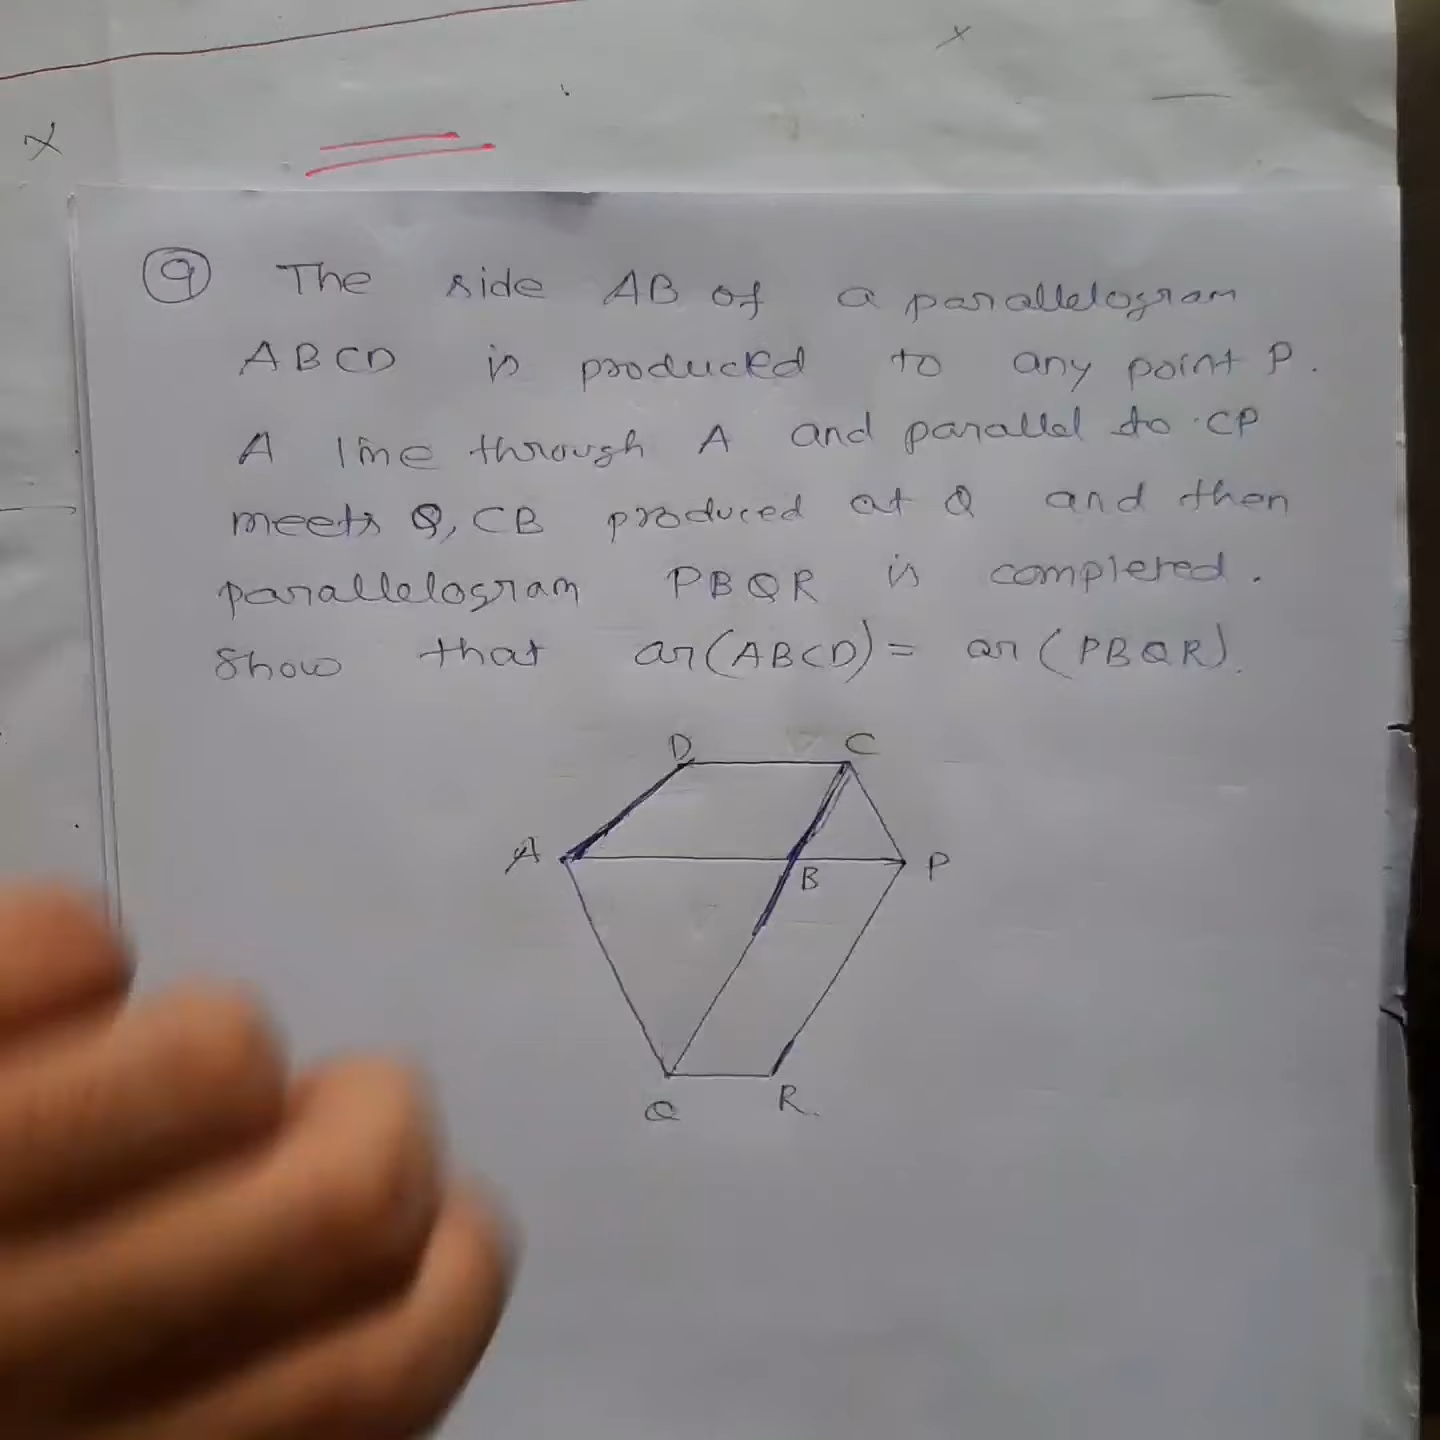 9 The side AB of a parallelogram
ABCD is produced to any point P.
A line through A and parallel to CP
meets Q, CB produced at Q and then
parallelogram PBQR is completed.
Show that ar(ABCD) = ar(PBQR).
D C
A B P
Q R